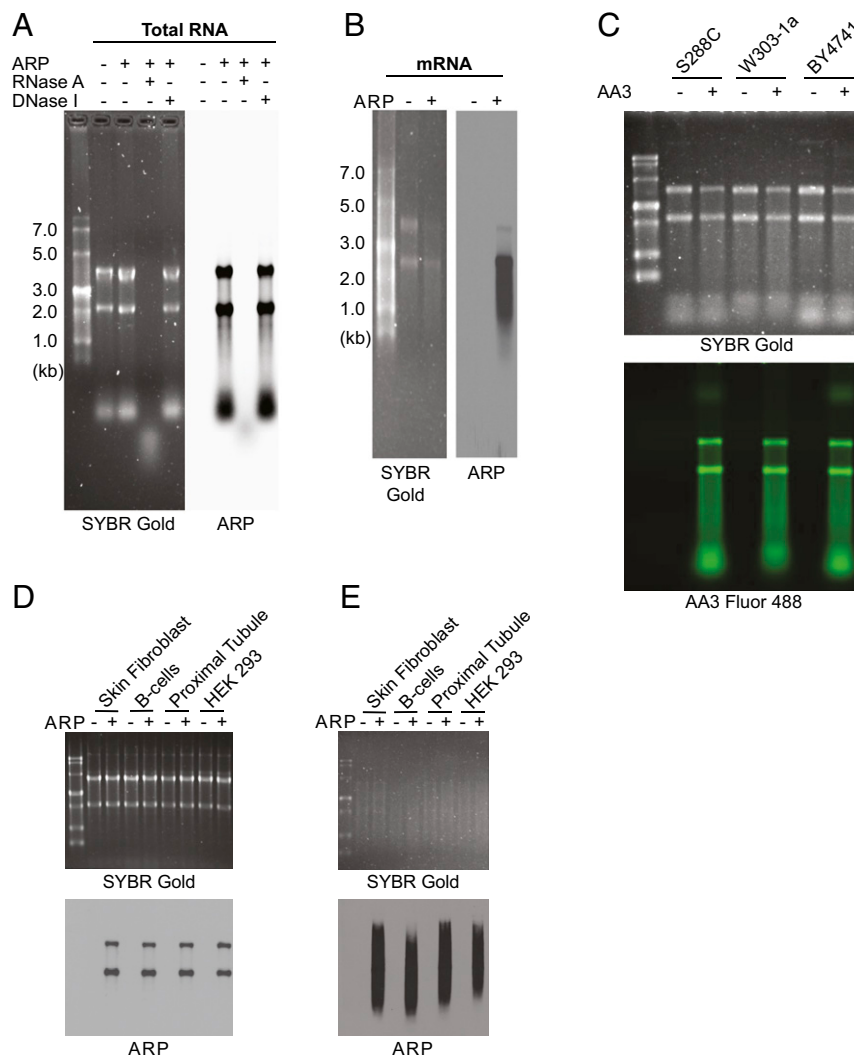 A
Total RNA
ARP - + + + - + + +
RNase A - - + - - - + -
DNase I - - - + - - - +
7.0
5.0
3.0
2.0
1.0
(kb)
SYBR Gold
ARP
B
mRNA
ARP - + - +
7.0
5.0
3.0
2.0
1.0
(kb)
SYBR
Gold
ARP
C
S288C
W303-1a
BY4741
AA3 - + - + - +
SYBR Gold
AA3 Fluor 488
D
Skin Fibroblast
B-cells
Proximal Tubule
HEK 293
ARP - + - + - + - +
SYBR Gold
ARP
E
Skin Fibroblast
B-cells
Proximal Tubule
HEK 293
ARP - + - + - + - +
SYBR Gold
ARP